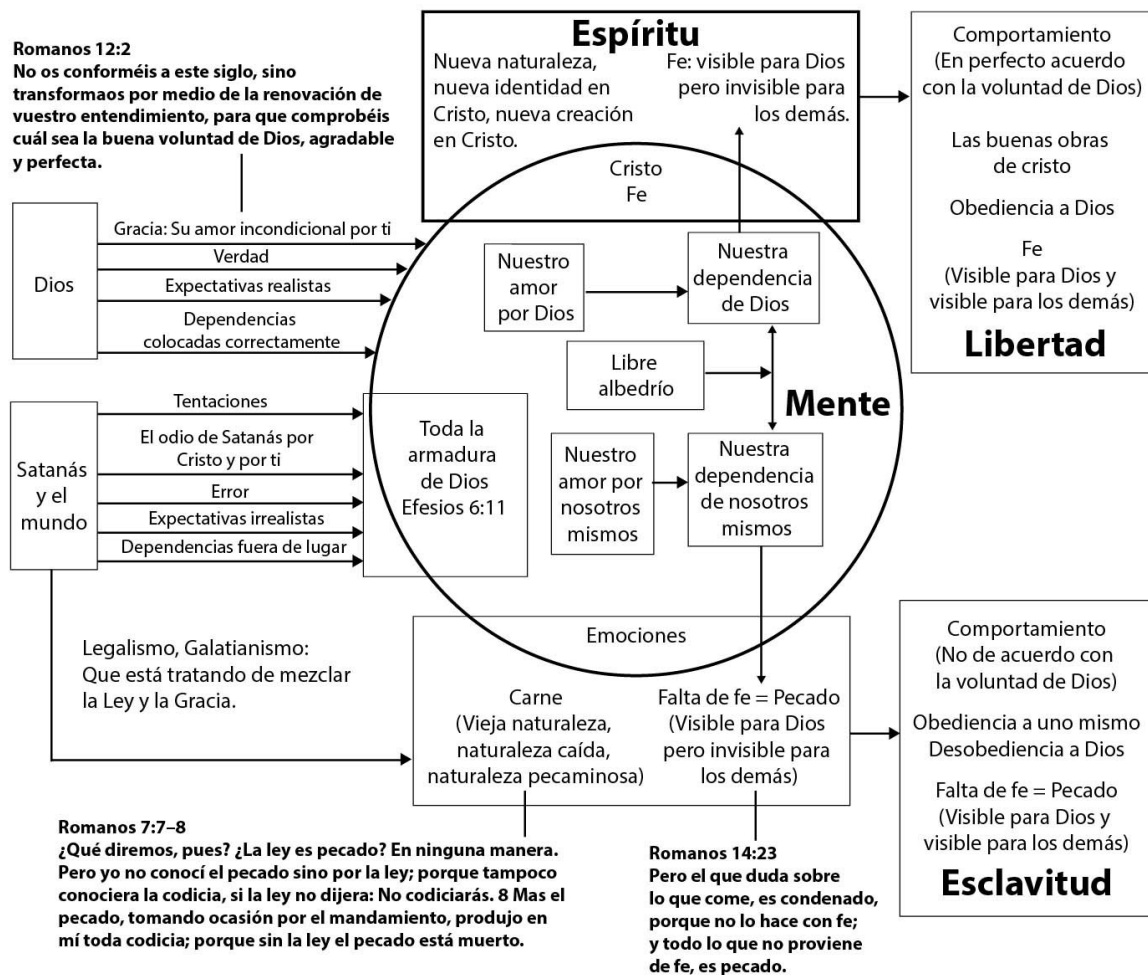 Romanos 12:2
No os conforméis a este siglo, sino
transformaos por medio de la renovación de
vuestro entendimiento, para que comprobéis
cuál sea la buena voluntad de Dios, agradable
y perfecta.
Espíritu
Nueva naturaleza,
nueva identidad en
Cristo, nueva creación
en Cristo.
Fe: visible para Dios
pero invisible para
los demás.
Cristo
Fe
Comportamiento
(En perfecto acuerdo
con la voluntad de Dios)
Las buenas obras
de cristo
Obediencia a Dios
Fe
(Visible para Dios y
visible para los demás)
Libertad
Dios
Gracia: Su amor incondicional por ti
Verdad
Expectativas realistas
Dependencias
colocadas correctamente
Nuestro
amor
por Dios
Nuestra
dependencia
de Dios
Libre
albedrío
Mente
Satanás
y el
mundo
Tentaciones
El odio de Satanás por
Cristo y por ti
Error
Expectativas irrealistas
Dependencias fuera de lugar
Toda la
armadura
de Dios
Efesios 6:11
Nuestro
amor por
nosotros
mismos
Nuestra
dependencia
de nosotros
mismos
Legalismo, Galatianismo:
Que está tratando de mezclar
la Ley y la Gracia.
Emociones
Carne
(Vieja naturaleza,
naturaleza caída,
naturaleza pecaminosa)
Falta de fe = Pecado
(Visible para Dios
pero invisible para
los demás)
Comportamiento
(No de acuerdo con
la voluntad de Dios)
Obediencia a uno mismo
Desobediencia a Dios
Falta de fe = Pecado
(Visible para Dios y
visible para los demás)
Esclavitud
Romanos 7:7–8
¿Qué diremos, pues? ¿La ley es pecado? En ninguna manera.
Pero yo no conocí el pecado sino por la ley; porque tampoco
conociera la codicia, si la ley no dijera: No codiciarás. 8 Mas el
pecado, tomando ocasión por el mandamiento, produjo en
mí toda codicia; porque sin la ley el pecado está muerto.
Romanos 14:23
Pero el que duda sobre
lo que come, es condenado,
porque no lo hace con fe;
y todo lo que no proviene
de fe, es pecado.